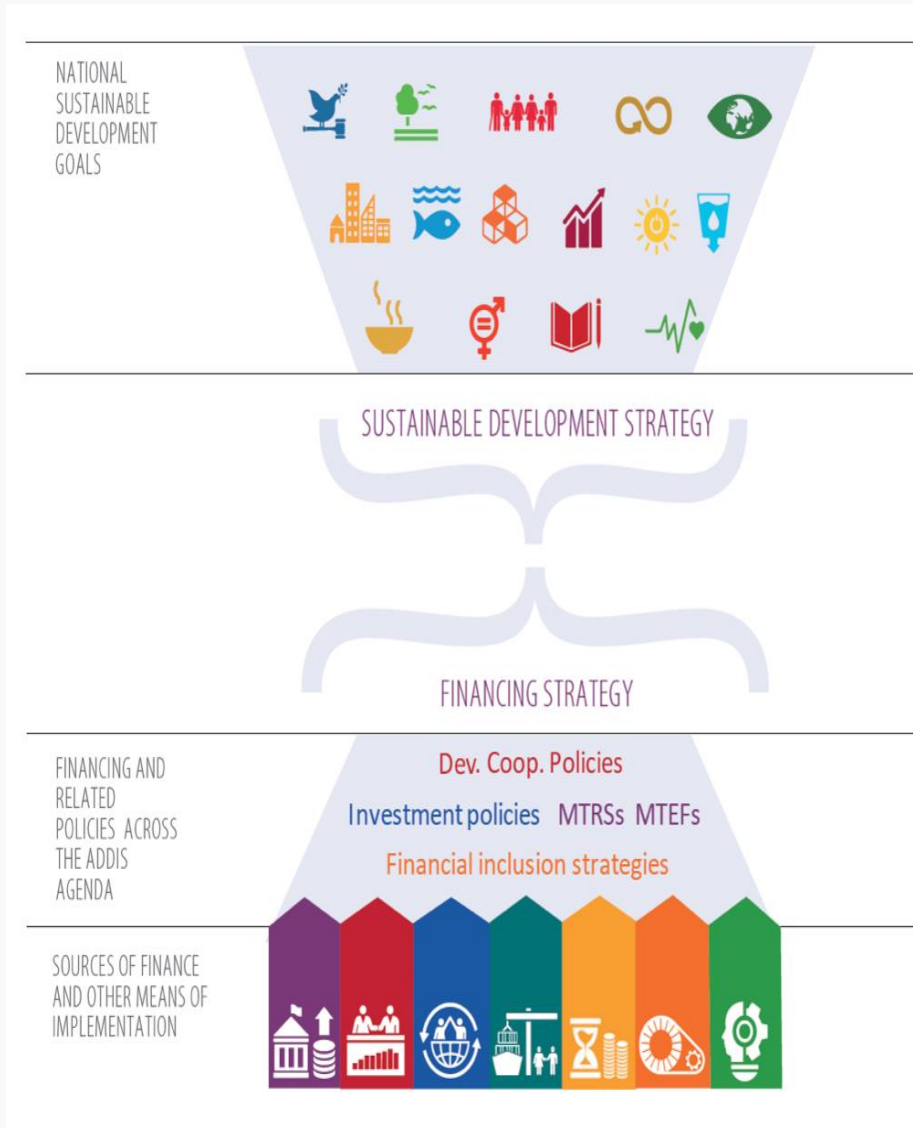 NATIONAL
SUSTAINABLE
DEVELOPMENT
GOALS
SUSTAINABLE DEVELOPMENT STRATEGY
FINANCING STRATEGY
FINANCING AND
RELATED
POLICIES ACROSS
THE ADDIS
AGENDA
Dev. Coop. Policies
Investment policies MTRSs MTEFs
Financial inclusion strategies
SOURCES OF FINANCE
AND OTHER MEANS OF
IMPLEMENTATION